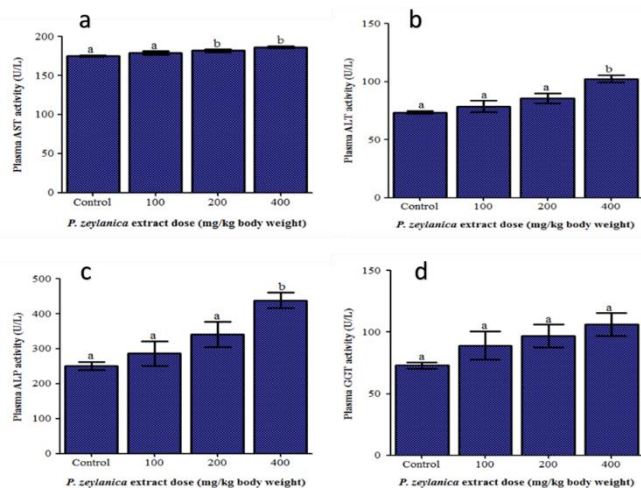 a
Plasma AST activity (U/L)
200
150
100
50
0
a
a
b
b
Control
100
200
400
P. zeylanica extract dose (mg/kg body weight)
b
Plasma ALT activity (U/L)
150
100
50
0
a
a
a
b
Control
100
200
400
P. zeylanica extract dose (mg/kg body weight)
c
Plasma ALP activity (U/L)
500
400
300
200
100
0
a
a
a
b
Control
100
200
400
P. zeylanica extract dose (mg/kg body weight)
d
Plasma GGT activity (U/L)
150
100
50
0
a
a
a
a
Control
100
200
400
P. zeylanica extract dose (mg/kg body weight)